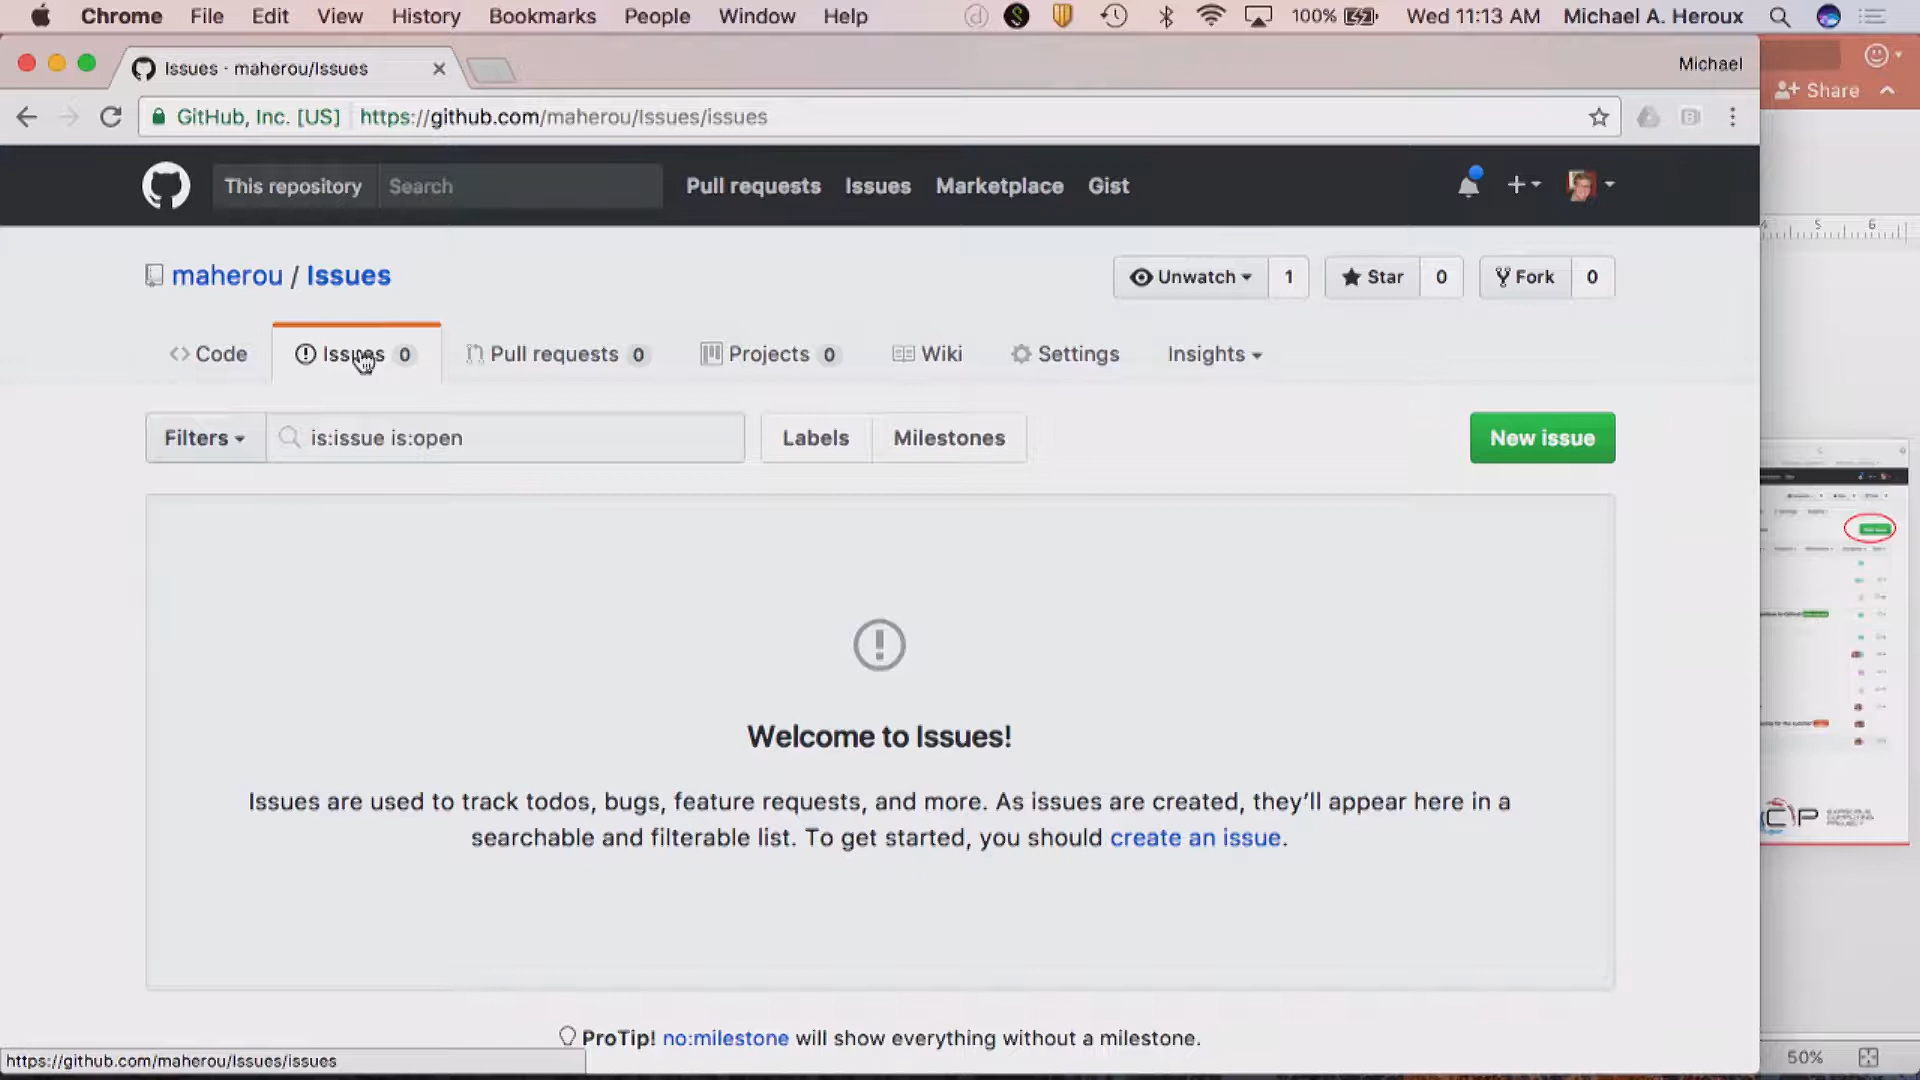 Chrome File Edit View History Bookmarks People Window Help 100% Wed 11:13 AM Michael A. Heroux
Issues · maherou/Issues
Michael
Share
GitHub, Inc. [US] https://github.com/maherou/Issues/issues
This repository Search Pull requests Issues Marketplace Gist
4 5 6
maherou / Issues
Unwatch 1 Star 0 Fork 0
Code Issues 0 Pull requests 0 Projects 0 Wiki Settings Insights
Filters is:issue is:open Labels Milestones New issue
Welcome to Issues!
Issues are used to track todos, bugs, feature requests, and more. As issues are created, they’ll appear here in a
searchable and filterable list. To get started, you should create an issue.
EXASCALE
COMPUTING
PROJECT
ProTip! no:milestone will show everything without a milestone.
https://github.com/maherou/Issues/issues
50%